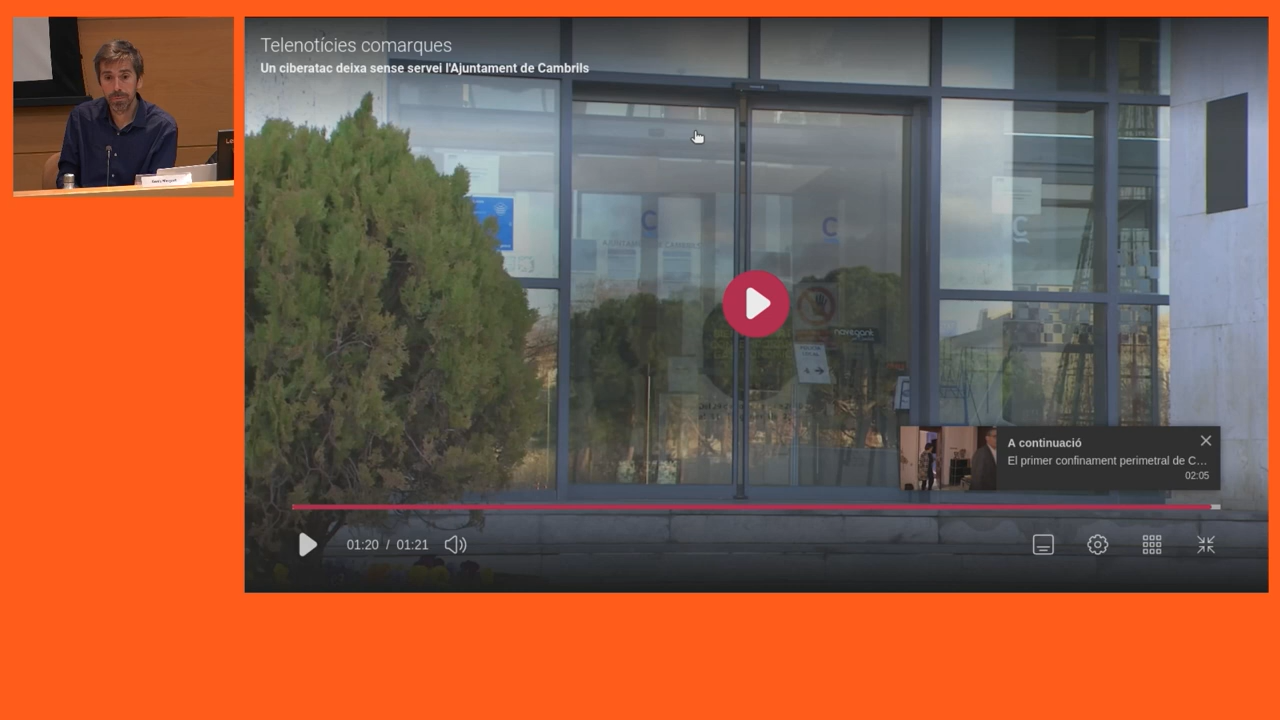 Telenotícies comarques
Un ciberatac deixa sense servei l'Ajuntament de Cambrils
C
C
C
navegant
A continuació
El primer confinament perimetral de C...
02:05
01:20 / 01:21